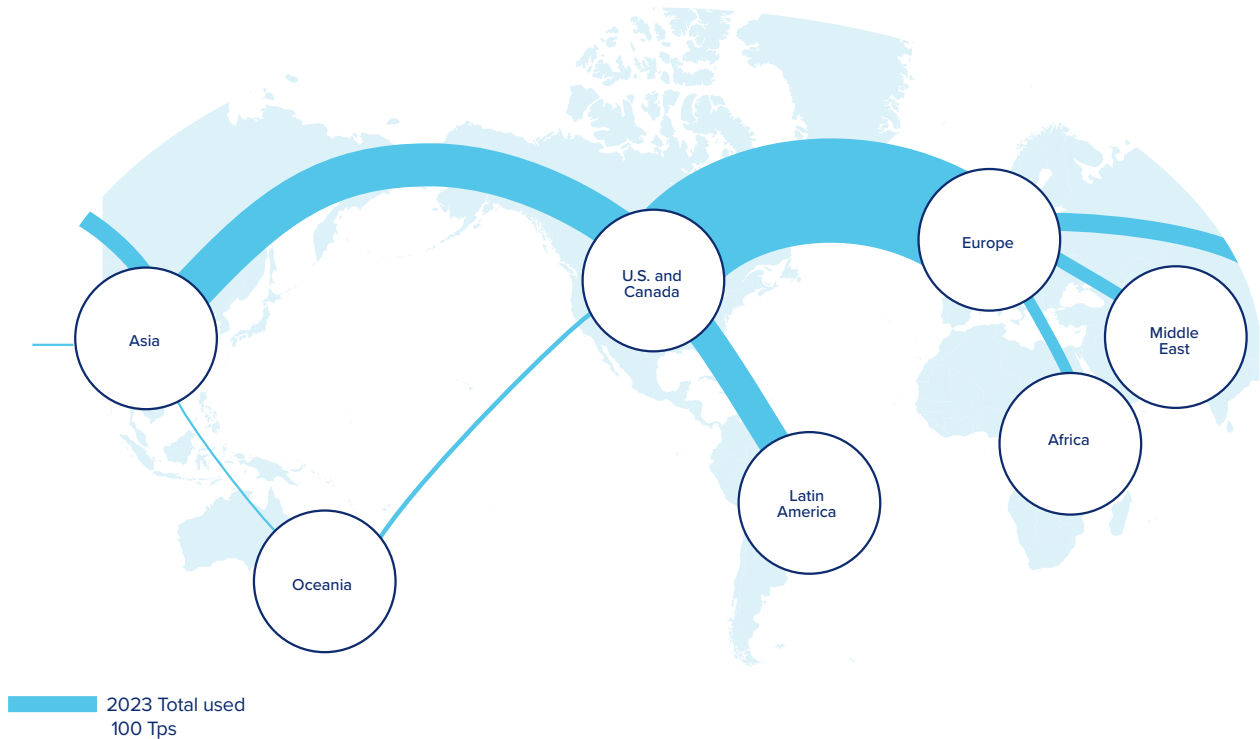 Europe
U.S. and
Canada
Asia
Middle
East
Africa
Latin
America
Oceania
2023 Total used
100 Tps